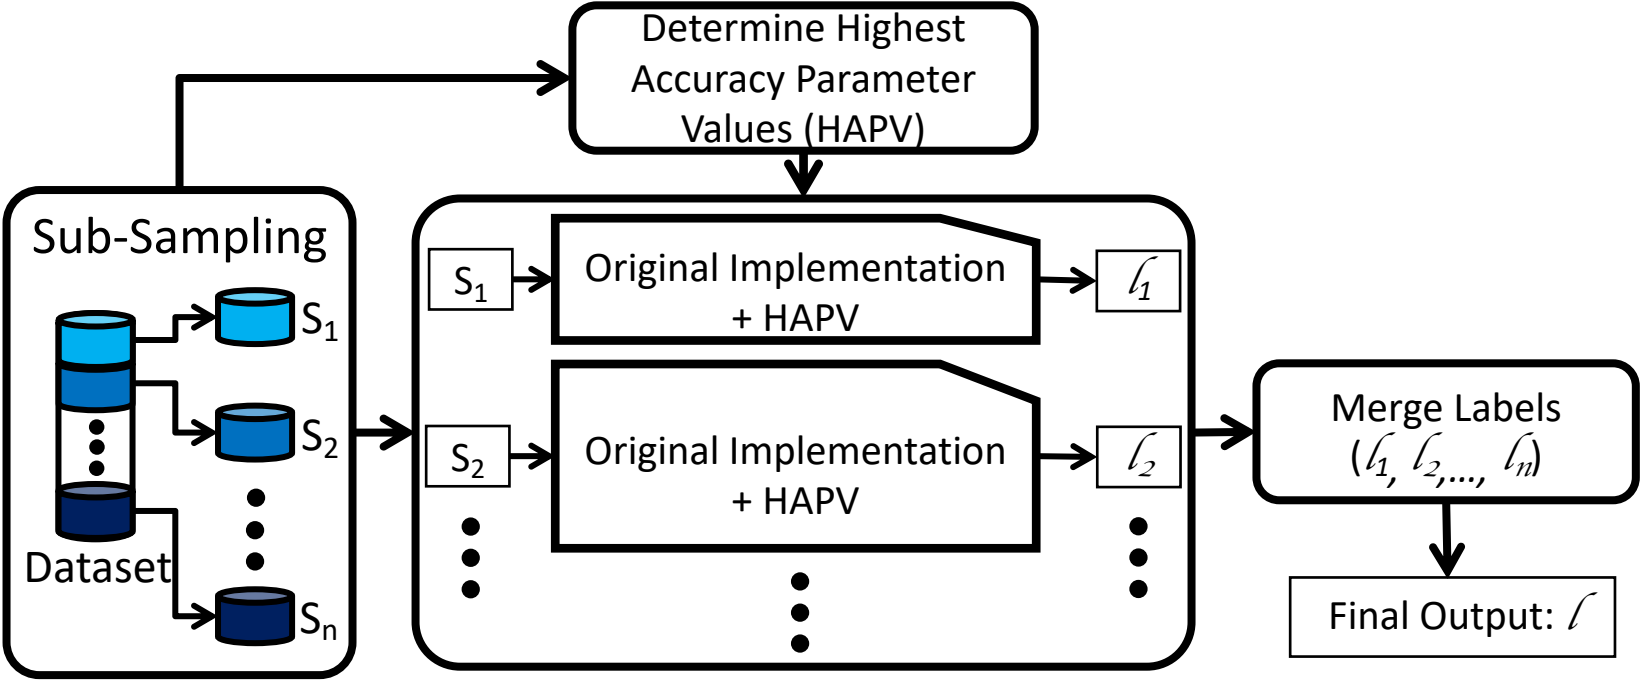 Determine Highest
Accuracy Parameter
Values (HAPV)
Sub-Sampling
S1
S2
Sn
Dataset
S1
Original Implementation
+ HAPV
l1
S2
Original Implementation
+ HAPV
l2
Merge Labels
(l1, l2,..., ln)
Final Output: l